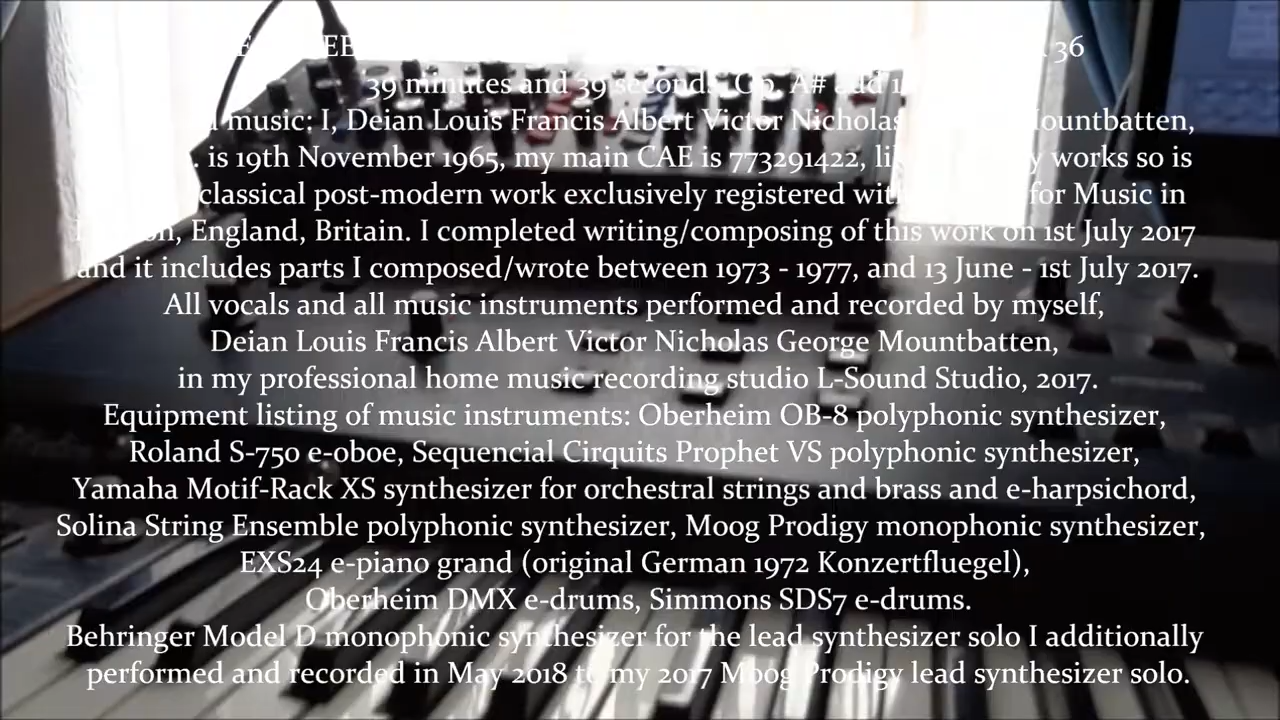 36
39 minutes and 39 seconds, Op. A# add
music: I, Deian Louis Francis Albert Victor Nicholas Mountbatten,
is 19th November 1965, my main CAE is 773291422, works so is
classical post-modern work exclusively registered with for Music in
England, Britain. I completed writing/composing of this work on 1st July 2017
and it includes parts I composed/wrote between 1973 - 1977, and 13 June - 1st July 2017.
All vocals and all music instruments performed and recorded by myself,
Deian Louis Francis Albert Victor Nicholas George Mountbatten,
in my professional home music recording studio L-Sound Studio, 2017.
Equipment listing of music instruments: Oberheim OB-8 polyphonic synthesizer,
Roland S-750 e-oboe, Sequencial Cirquits Prophet VS polyphonic synthesizer,
Yamaha Motif-Rack XS synthesizer for orchestral strings and brass and e-harpsichord,
Solina String Ensemble polyphonic synthesizer, Moog Prodigy monophonic synthesizer,
EXS24 e-piano grand (original German 1972 Konzertfluegel),
Oberheim DMX e-drums, Simmons SDS7 e-drums.
Behringer Model D monophonic synthesizer for the lead synthesizer solo I additionally
performed and recorded in May 2018 to my 2017 Moog Prodigy lead synthesizer solo.